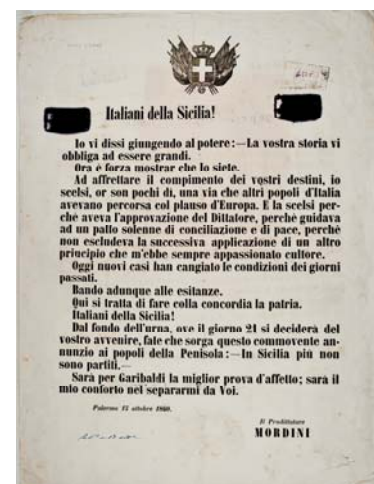 Italiani della Sicilia!
Io vi dissi giungendo al potere:—La vostra storia vi
obbliga ad essere grandi.
Ora è forza mostrar che lo siete.
Ad affrettare il compimento dei vostri destini, io
scelsi, or son pochi dì, una via che altri popoli d'Italia
avevano percorsa col plauso d'Europa. E la scelsi per-
chè aveva l'approvazione del Dittatore, perchè guidava
ad un patto solenne di conciliazione e di pace, perchè
non escludeva la successiva applicazione di un altro
principio che m'ebbe sempre appassionato cultore.
Oggi nuovi casi han cangiato le condizioni dei giorni
passati.
Bando adunque alle esitanze.
Qui si tratta di fare colla concordia la patria.
Italiani della Sicilia!
Dal fondo dell'urna, ove il giorno 21 si deciderà del
vostro avvenire, fate che sorga questo commovente an-
nunzio ai popoli della Penisola:—In Sicilia più non
sono partiti.—
Sarà per Garibaldi la miglior prova d'affetto; sarà il
mio conforto nel separarmi da Voi.
Palermo 15 ottobre 1860.
Il Prodittatore
MORDINI